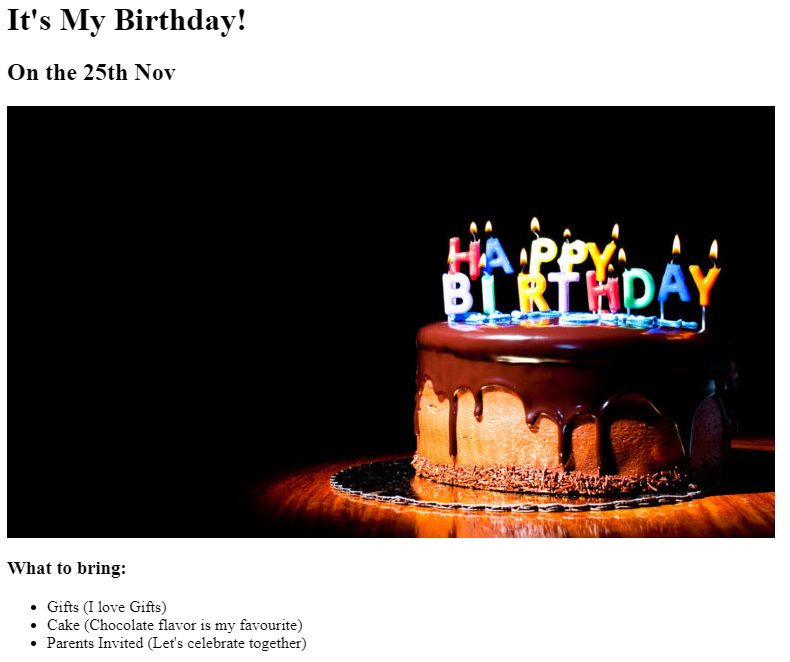 It's My Birthday!
On the 25th Nov
HAPPY
BIRTHDAY
What to bring:
Gifts (I love Gifts)
Cake (Chocolate flavor is my favourite)
Parents Invited (Let's celebrate together)